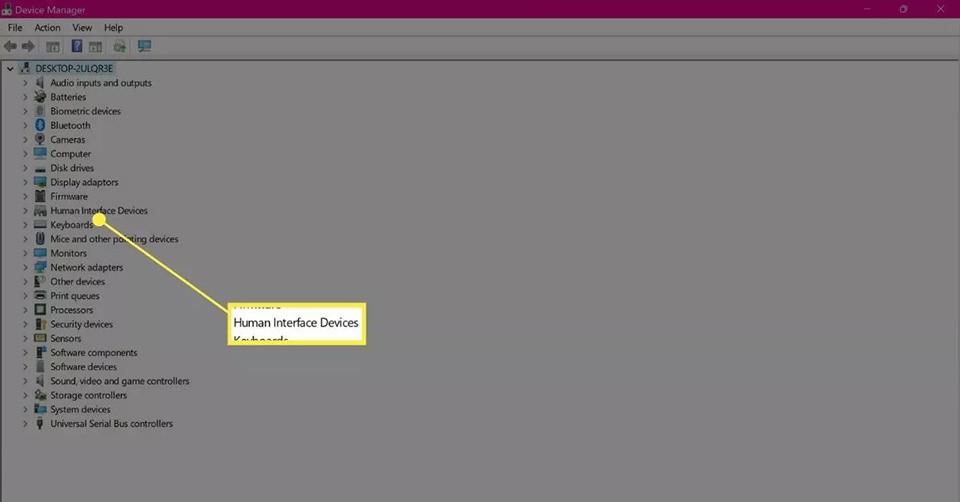 Device Manager
File Action View Help
DESKTOP-2ULQR3E
Audio inputs and outputs
Batteries
Biometric devices
Bluetooth
Cameras
Computer
Disk drives
Display adaptors
Firmware
Human Interface Devices
Keyboards
Mice and other pointing devices
Monitors
Network adapters
Other devices
Print queues
Processors
Security devices
Sensors
Software components
Software devices
Sound, video and game controllers
Storage controllers
System devices
Universal Serial Bus controllers
Firmware
Human Interface Devices
Keyboards